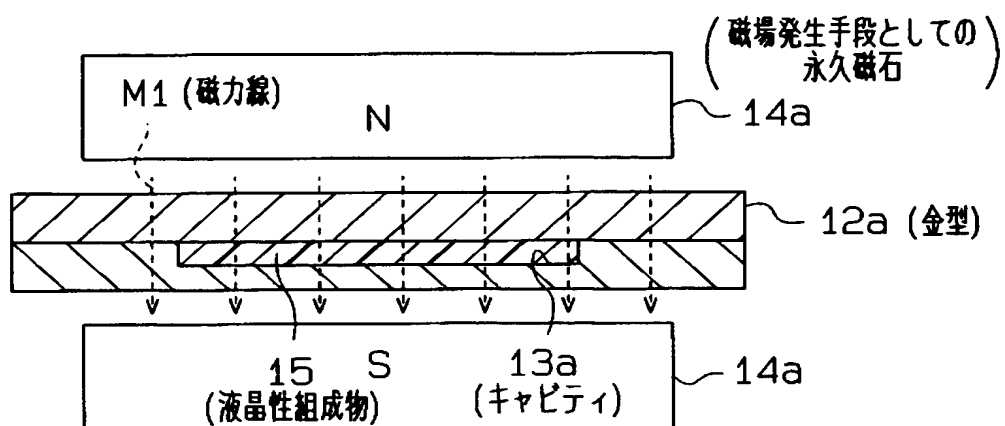 (磁場発生手段としての
永久磁石)
M1 (磁力線)
N
14a
12a (金型)
15
(液晶性組成物)
S
13a
(キャビティ)
14a